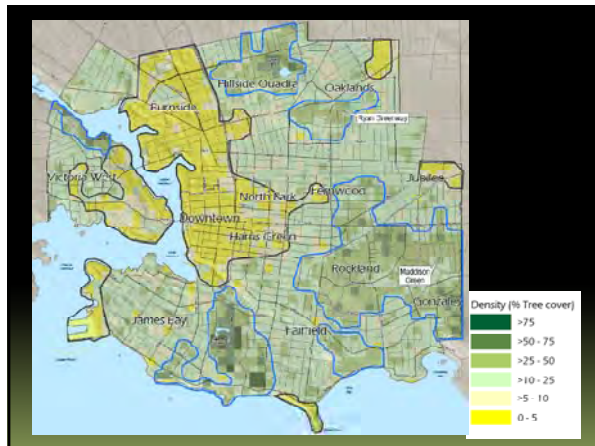 Hillside Quadra
Oaklands
Burnside
Ryan Greenway
Victoria West
Jubilee
Fernwood
North Park
Downtown
Harris Green
Rockland
Maddison
Green
Gonzales
James Bay
Fairfield
Density (% Tree cover)
>75
>50 - 75
>25 - 50
>10 - 25
>5 - 10
0 - 5